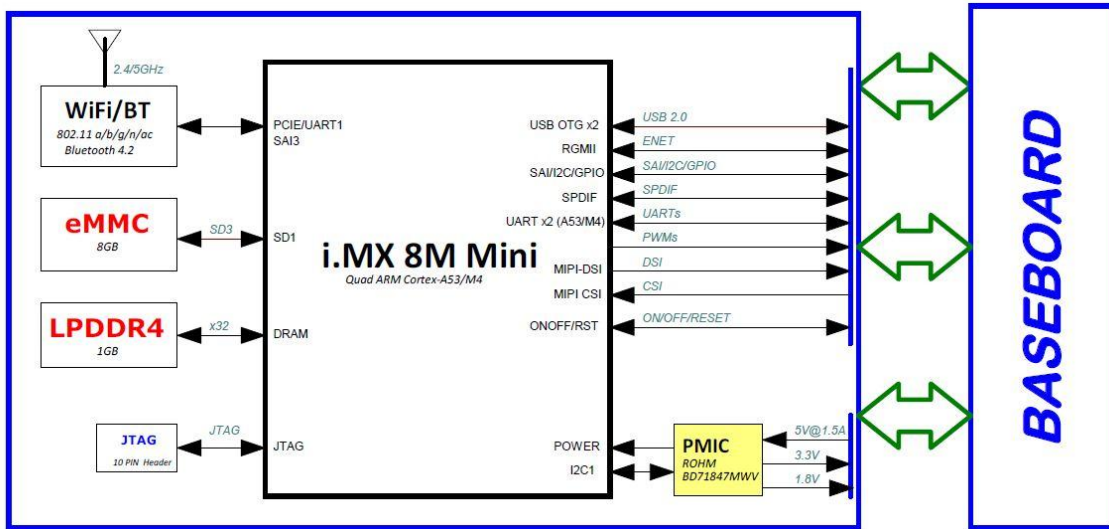 2.4/5GHz
WiFi/BT
802.11 a/b/g/n/ac
Bluetooth 4.2
PCIE/UART1
SAI3
eMMC
8GB
SD3
SD1
LPDDR4
1GB
x32
DRAM
JTAG
10 PIN Header
JTAG
JTAG
i.MX 8M Mini
Quad ARM Cortex-A53/M4
USB OTG x2
USB 2.0
RGMII
ENET
SAI/I2C/GPIO
SAI/I2C/GPIO
SPDIF
SPDIF
UART x2 (A53/M4)
UARTs
PWMs
MIPI-DSI
DSI
MIPI CSI
CSI
ONOFF/RST
ON/OFF/RESET
POWER
I2C1
PMIC
ROHM
BD71847MWV
5V@1.5A
3.3V
1.8V
BASEBOARD